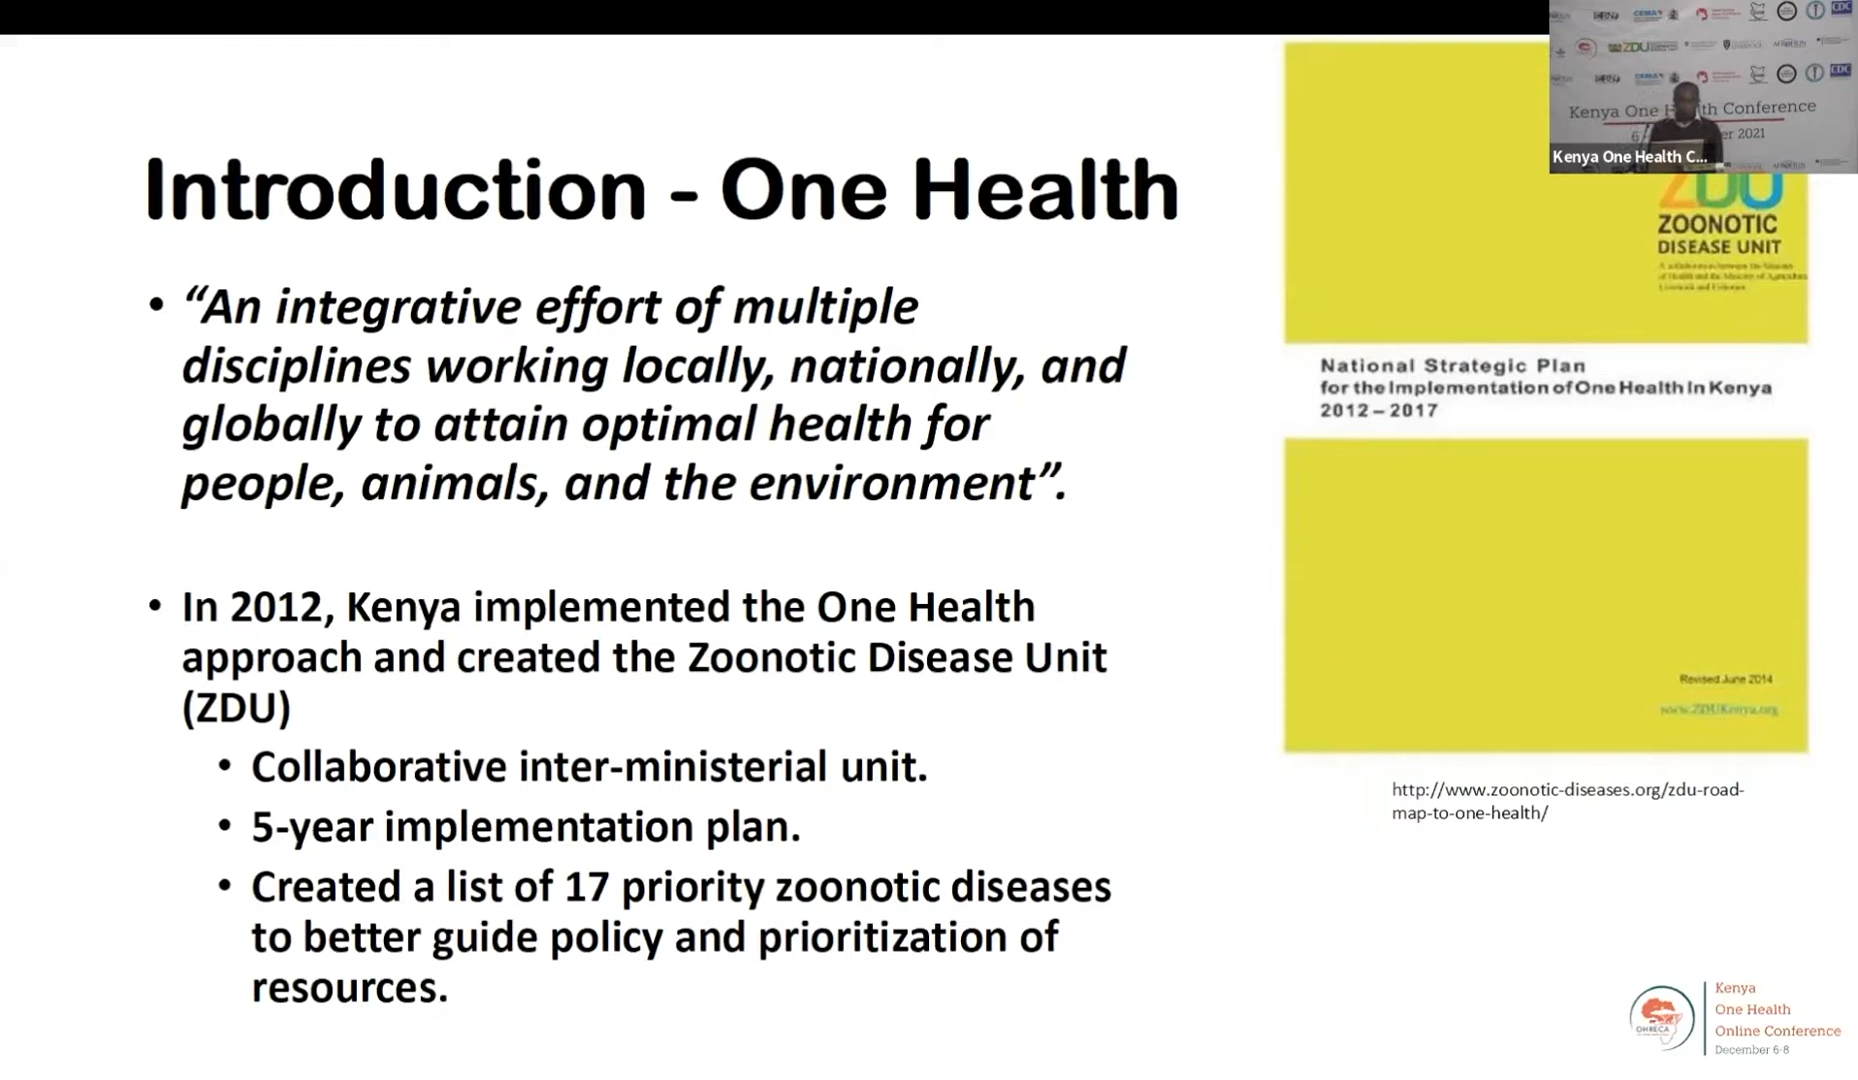 Introduction - One Health
• “An integrative effort of multiple
disciplines working locally, nationally, and
globally to attain optimal health for
people, animals, and the environment”.
• In 2012, Kenya implemented the One Health
approach and created the Zoonotic Disease Unit
(ZDU)
• Collaborative inter-ministerial unit.
• 5-year implementation plan.
• Created a list of 17 priority zoonotic diseases
to better guide policy and prioritization of
resources.
CDC
ZDU
CDC
Kenya One Health Conference
2021
Kenya One Health C...
ZDU
ZOONOTIC
DISEASE UNIT
National Strategic Plan
for the Implementation of One Health In Kenya
2012 – 2017
Revised June 2014
www.ZDUKenya.org
http://www.zoonotic-diseases.org/zdu-road-
map-to-one-health/
OHRECA
Kenya
One Health
Online Conference
December 6-8